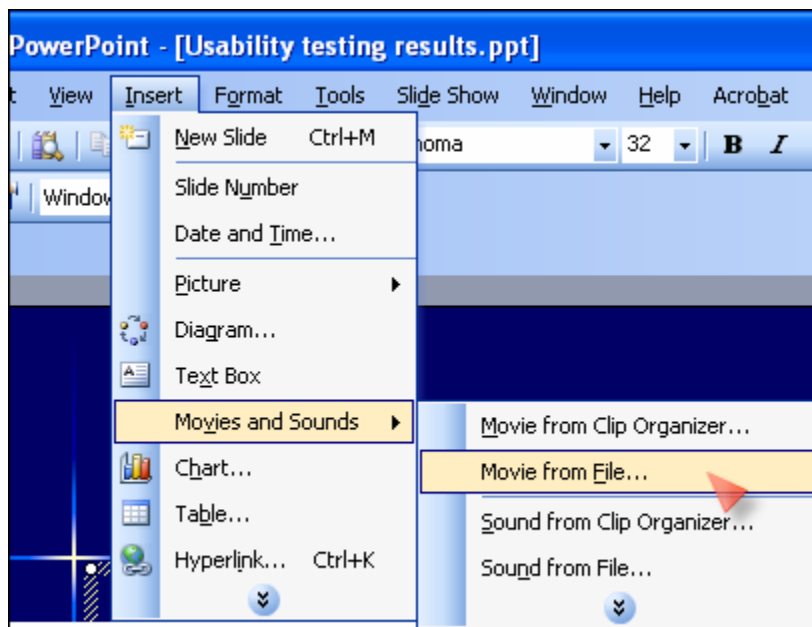 PowerPoint - [Usability testing results.ppt]
t View Insert Format Tools Slide Show Window Help Acrobat
New Slide Ctrl+M
homa 32 B I
Slide Number
Window
Date and Time...
Picture
Diagram...
Text Box
Movies and Sounds
Movie from Clip Organizer...
Chart...
Movie from File...
Table...
Sound from Clip Organizer...
Hyperlink... Ctrl+K
Sound from File...